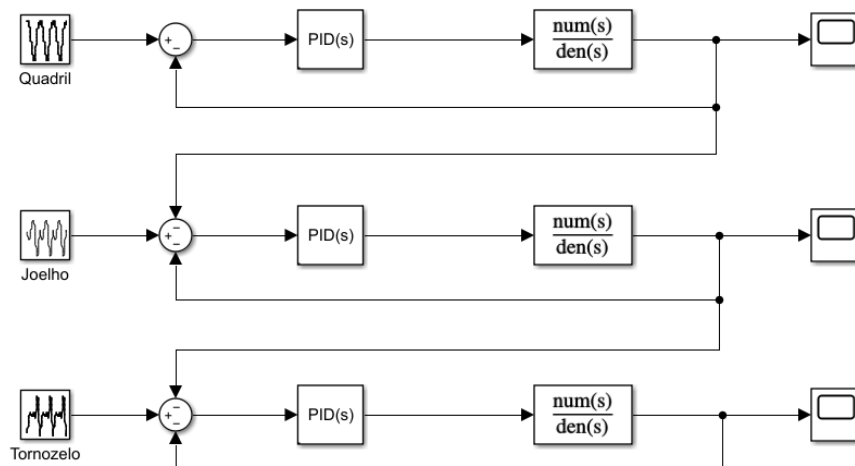 +
−
PID(s)
num(s)
den(s)
Quadril
−
+
−
PID(s)
num(s)
den(s)
Joelho
−
+
−
PID(s)
num(s)
den(s)
Tornozelo